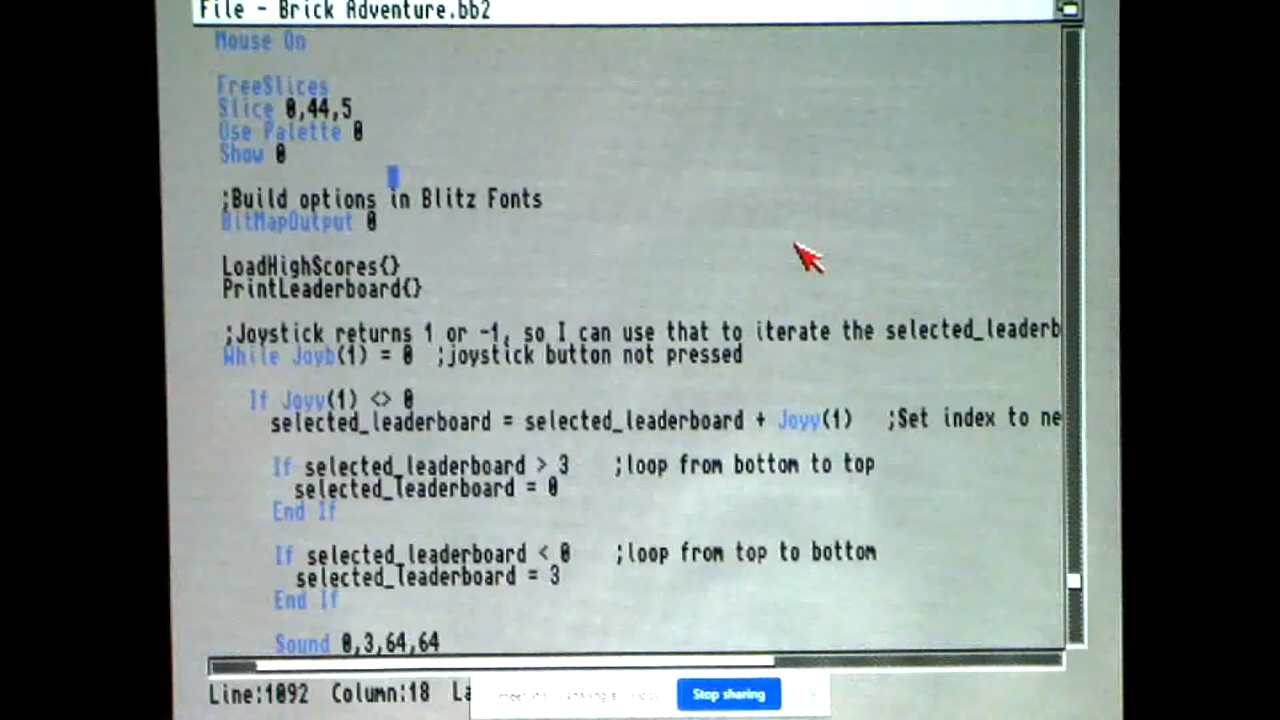 File - Brick Adventure.bb2
Mouse On
FreeSlices
Slice 0,44,5
Use Palette 0
Show 0
;Build options in Blitz Fonts
BitMapOutput 0
LoadHighScores{}
PrintLeaderboard{}
;Joystick returns 1 or -1, so I can use that to iterate the selected_leaderb
While Joyb(1) = 0 ;joystick button not pressed
If Joyy(1) <> 0
selected_leaderboard = selected_leaderboard + Joyy(1) ;Set index to ne
If selected_leaderboard > 3 ;loop from bottom to top
selected_leaderboard = 0
End If
If selected_leaderboard < 0 ;loop from top to bottom
selected_leaderboard = 3
End If
Sound 0,3,64,64
Line:1092 Column:18 La
Stop sharing